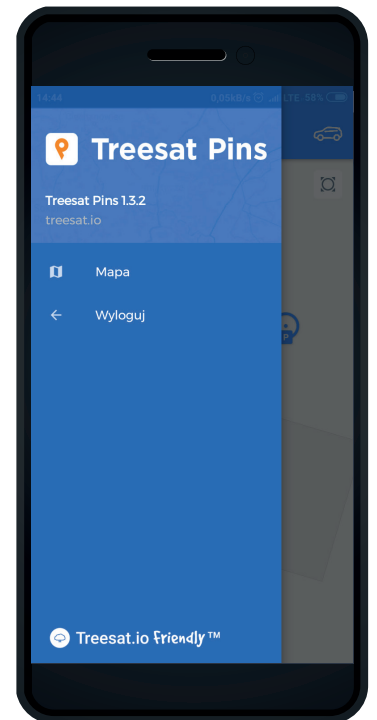 14:44 0,05kB/s LTE 58%
Treesat Pins
Treesat Pins 1.3.2
treesat.io
Mapa
Wyloguj
P
Treesat.io Friendly™